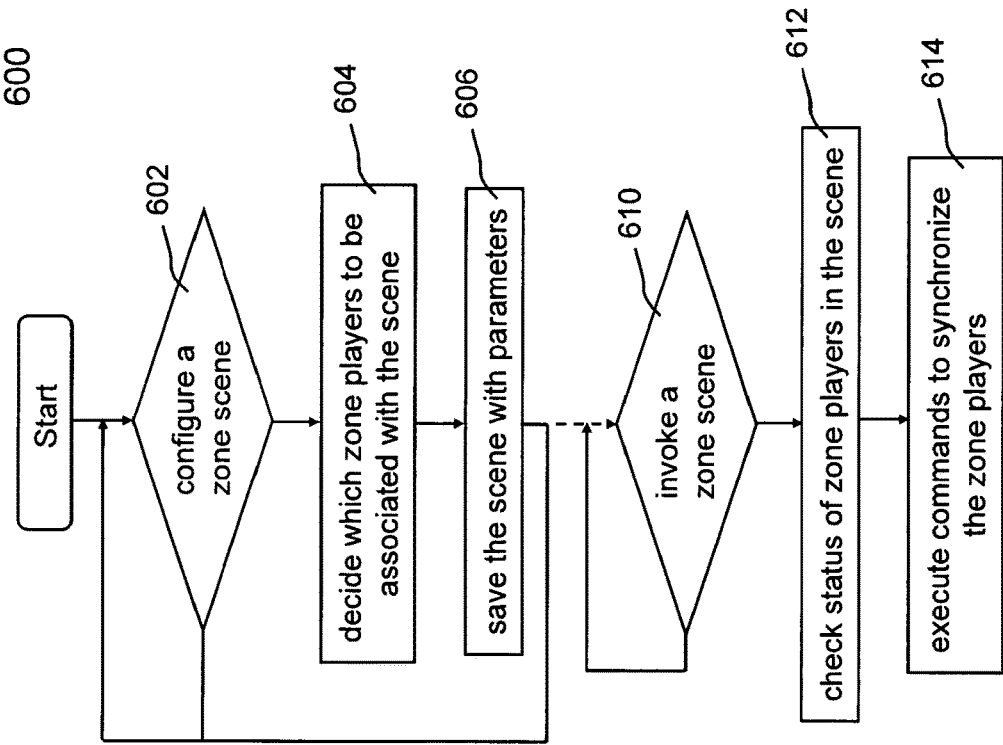 600
Start
602
configure a
zone scene
604
decide which zone players to be
associated with the scene
606
save the scene with parameters
610
invoke a
zone scene
612
check status of zone players in the scene
614
execute commands to synchronize
the zone players